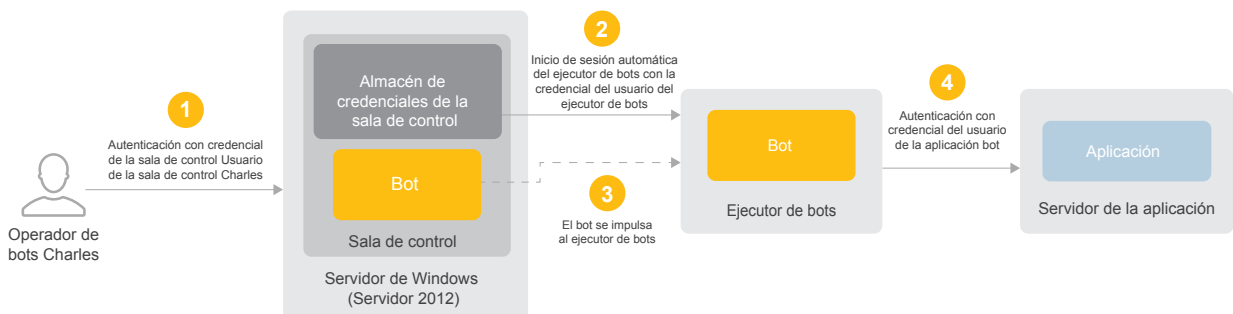 1
Autenticación con credencial
de la sala de control Usuario
de la sala de control Charles
Operador de
bots Charles
Almacén de
credenciales de la
sala de control
Bot
Sala de control
Servidor de Windows
(Servidor 2012)
2
Inicio de sesión automática
del ejecutor de bots con la
credencial del usuario del
ejecutor de bots
3
El bot se impulsa
al ejecutor de bots
Bot
Ejecutor de bots
4
Autenticación con
credencial del usuario
de la aplicación bot
Aplicación
Servidor de la aplicación